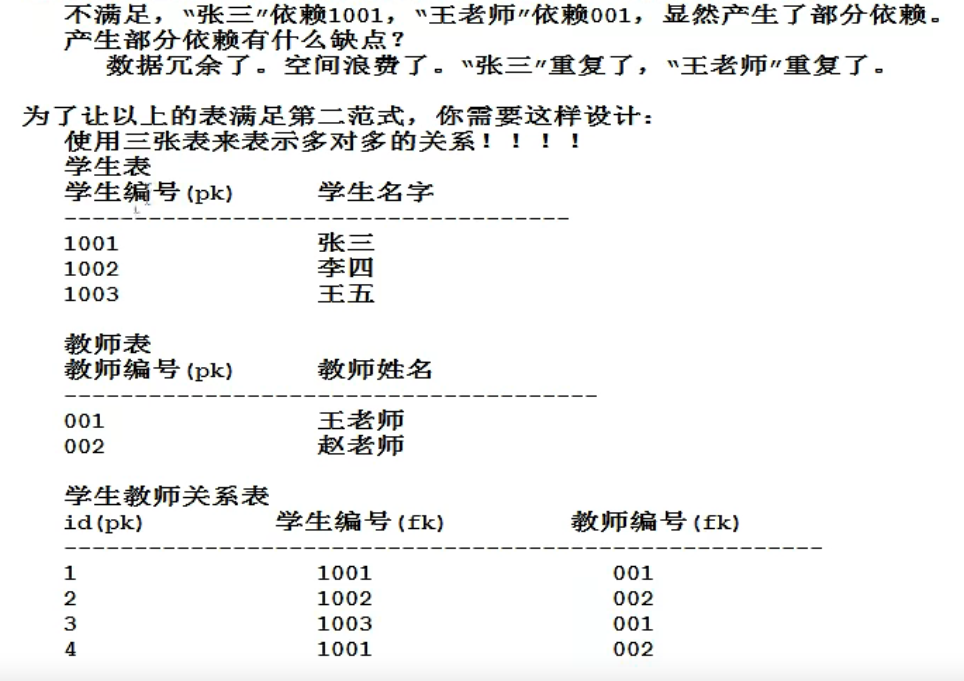 不满足，“张三”依赖1001，“王老师”依赖001，显然产生了部分依赖。
产生部分依赖有什么缺点？
数据冗余了。空间浪费了。“张三”重复了，“王老师”重复了。
为了让以上的表满足第二范式，你需要这样设计：
使用三张表来表示多对多的关系！！！！
学生表
学生编号(pk) 学生名字
------------------------------------
1001 张三
1002 李四
1003 王五
教师表
教师编号(pk) 教师姓名
--------------------------------------
001 王老师
002 赵老师
学生教师关系表
id(pk) 学生编号(fk) 教师编号(fk)
------------------------------------------------------
1 1001 001
2 1002 002
3 1003 001
4 1001 002